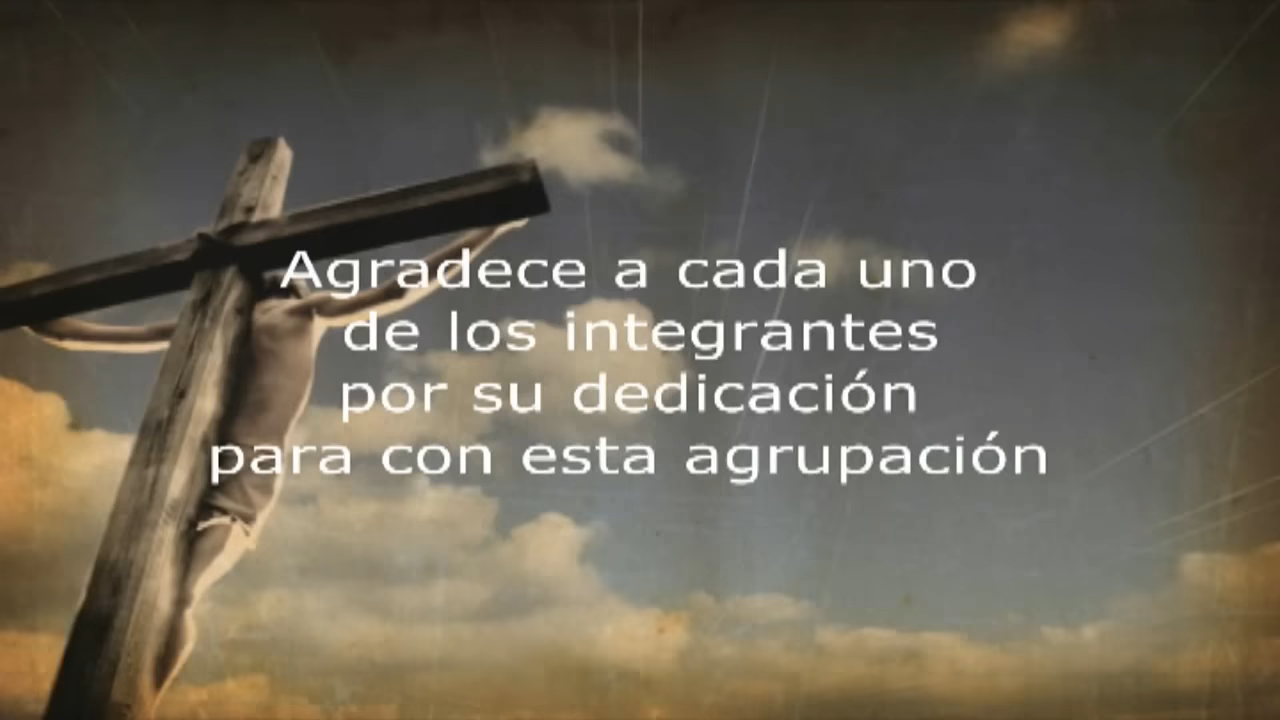 Agradece a cada uno
de los integrantes
por su dedicación
para con esta agrupación